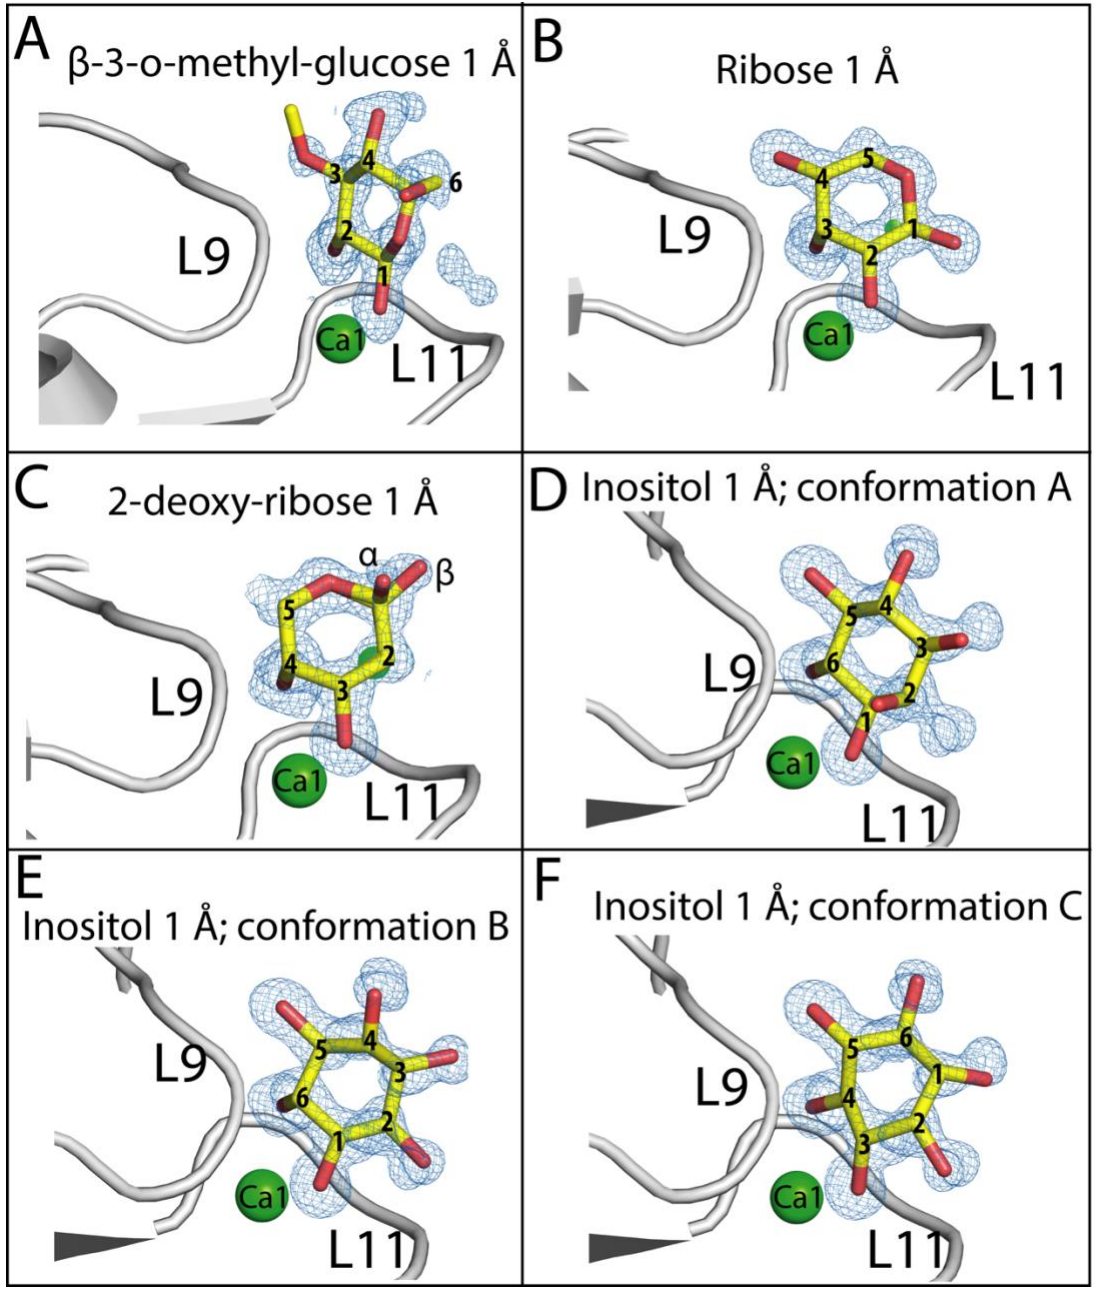 A
β-3-o-methyl-glucose 1 Å
4
3
6
2
1
L9
Ca1
L11
B
Ribose 1 Å
5
4
1
3
2
L9
Ca1
L11
C
2-deoxy-ribose 1 Å
α
β
5
4
2
3
L9
Ca1
L11
D
Inositol 1 Å; conformation A
5
4
3
6
2
1
L9
Ca1
L11
E
Inositol 1 Å; conformation B
5
4
3
6
2
1
L9
Ca1
L11
F
Inositol 1 Å; conformation C
6
5
1
4
2
3
L9
Ca1
L11